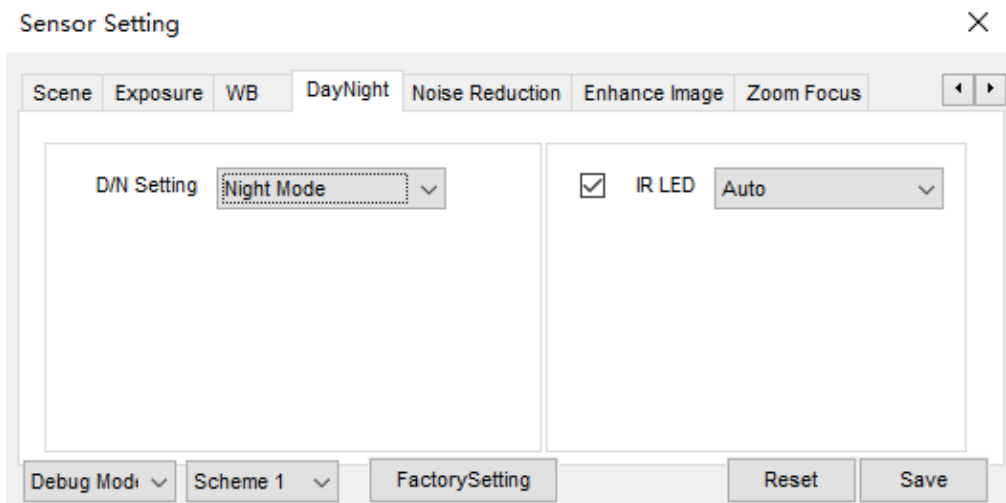 Sensor Setting
Scene Exposure WB DayNight Noise Reduction Enhance Image Zoom Focus
D/N Setting Night Mode IR LED Auto
Debug Mod Scheme 1 FactorySetting Reset Save